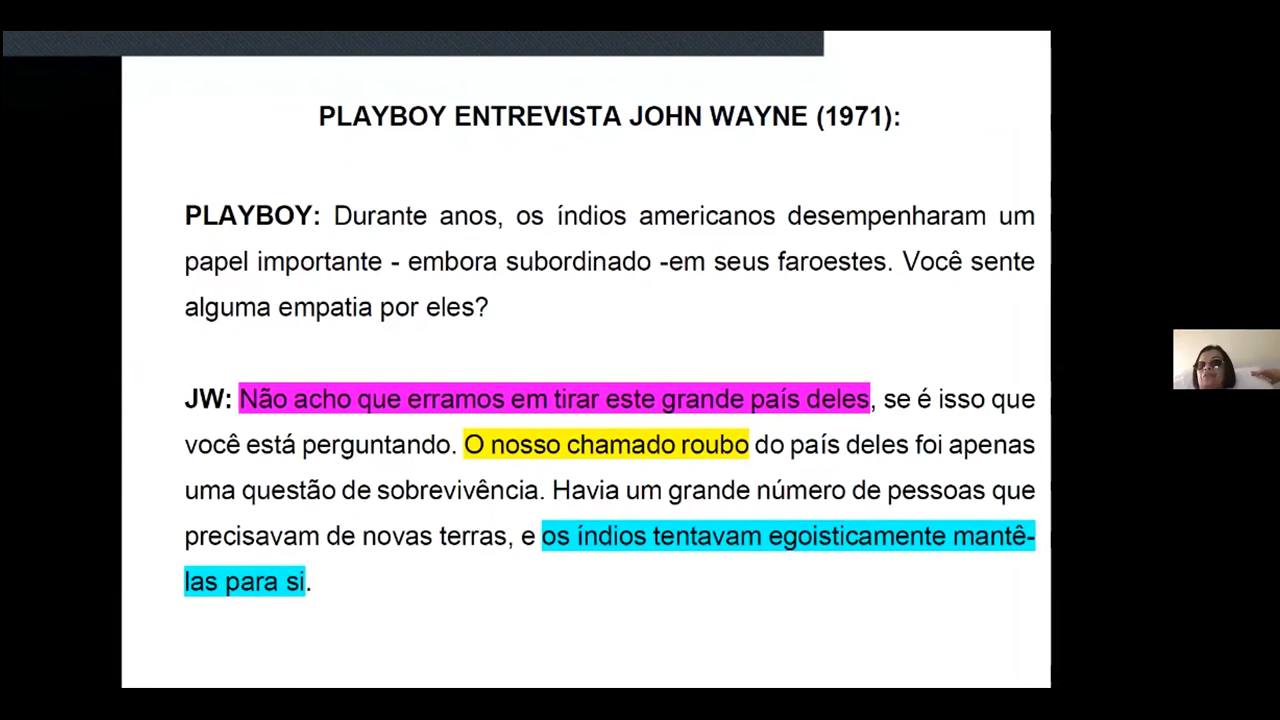 PLAYBOY ENTREVISTA JOHN WAYNE (1971):
PLAYBOY: Durante anos, os índios americanos desempenharam um
papel importante - embora subordinado -em seus faroestes. Você sente
alguma empatia por eles?
JW: Não acho que erramos em tirar este grande país deles, se é isso que
você está perguntando. O nosso chamado roubo do país deles foi apenas
uma questão de sobrevivência. Havia um grande número de pessoas que
precisavam de novas terras, e os índios tentavam egoisticamente mantê-
las para si.